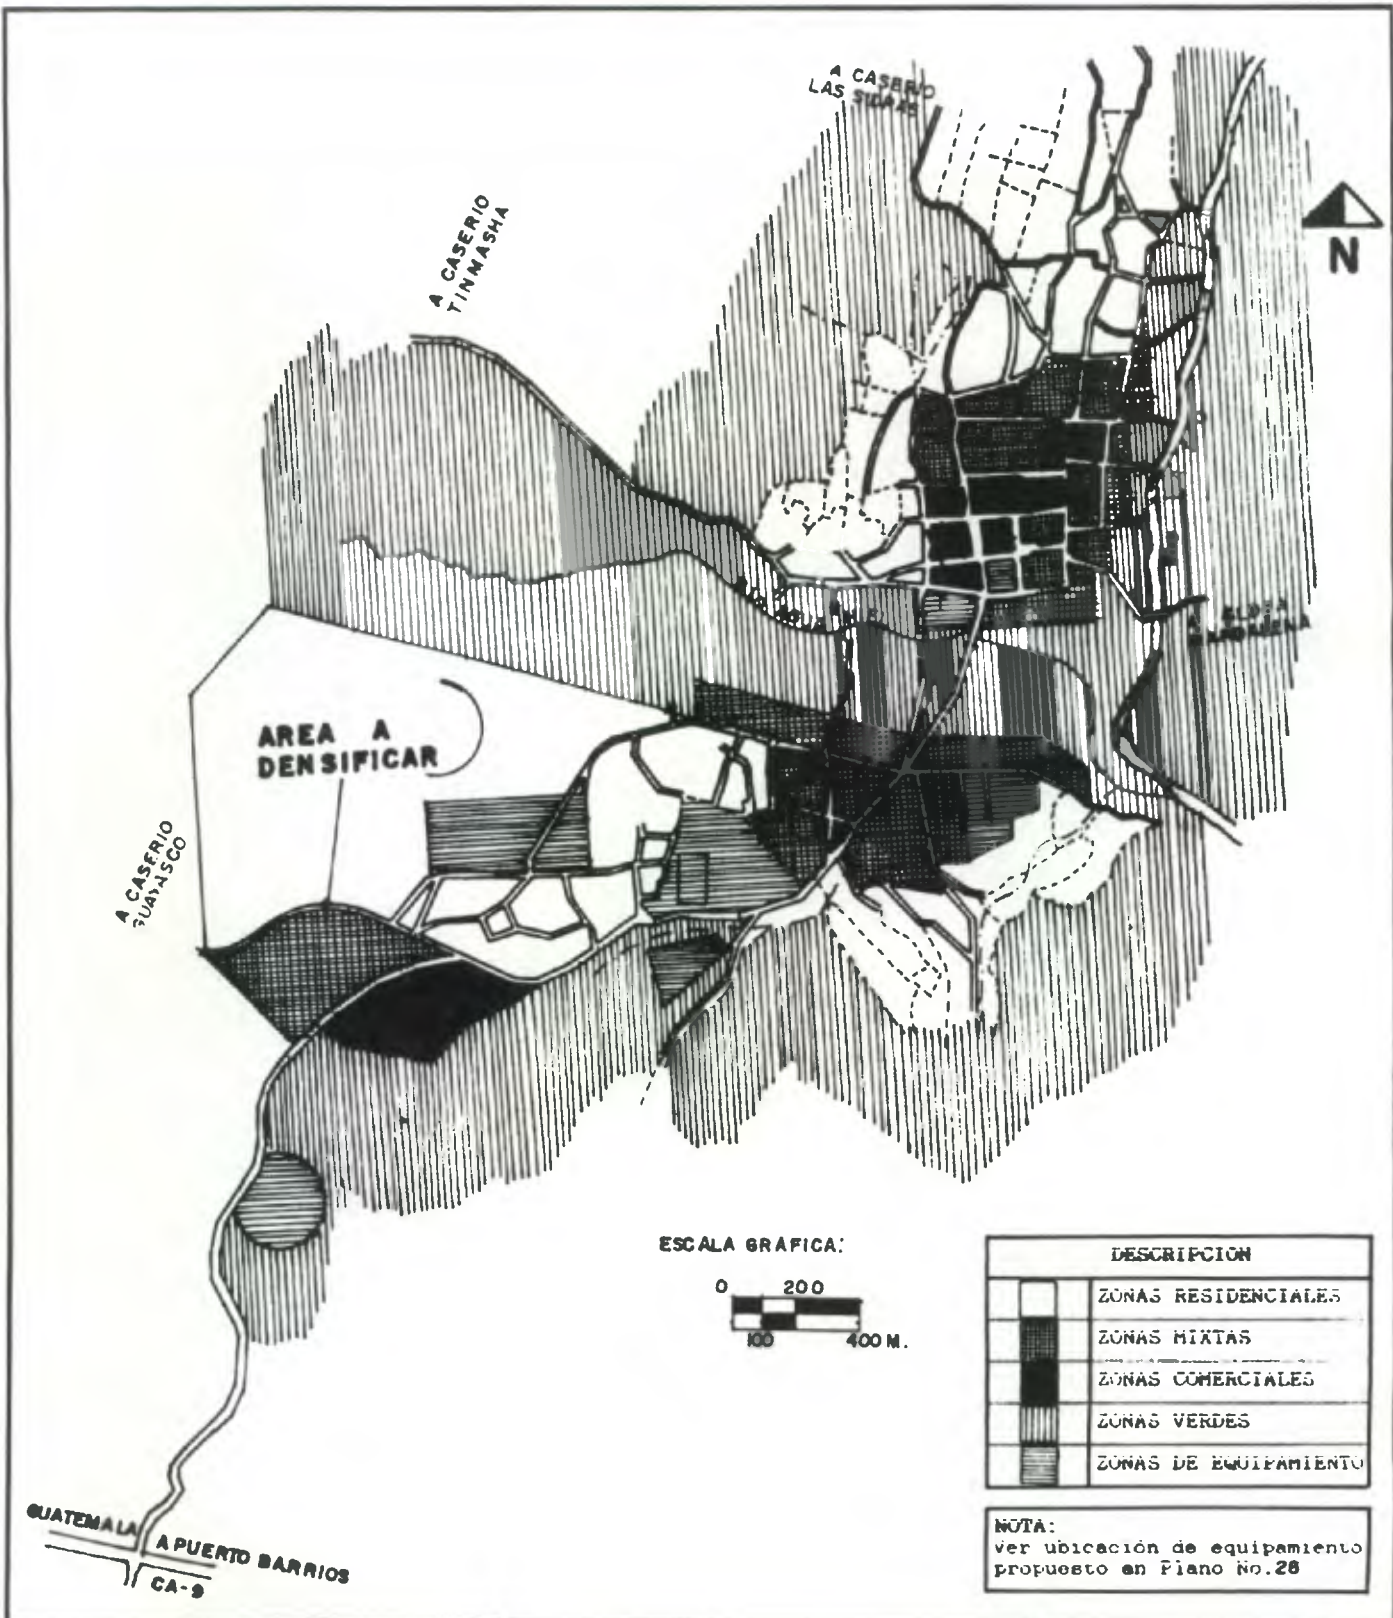 A CASERIO
LAS SIDRAS
A CASERIO
TINMASHA
N
AREA A
DENSIFICAR
A CASERIO
GUAYASCO
A
MAGDALENA
ESCALA GRAFICA:
0 200
100 400 M.
DESCRIPCION
ZONAS RESIDENCIALES
ZONAS MIXTAS
ZONAS COMERCIALES
ZONAS VERDES
ZONAS DE EQUIPAMIENTO
NOTA:
Ver ubicación de equipamiento
propuesto en Plano No.28
GUATEMALA
A PUERTO BARRIOS
CA-9